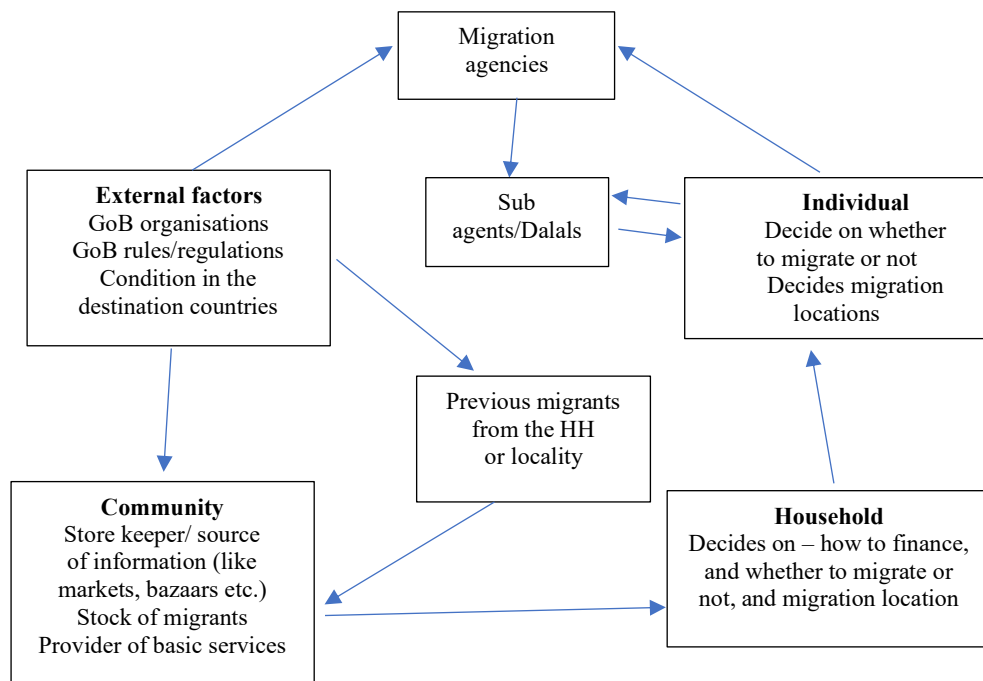 Migration
agencies
External factors
GoB organisations
GoB rules/regulations
Condition in the
destination countries
Sub
agents/Dalals
Individual
Decide on whether
to migrate or not
Decides migration
locations
Previous migrants
from the HH
or locality
Community
Store keeper/ source
of information (like
markets, bazaars etc.)
Stock of migrants
Provider of basic services
Household
Decides on – how to finance,
and whether to migrate or
not, and migration location